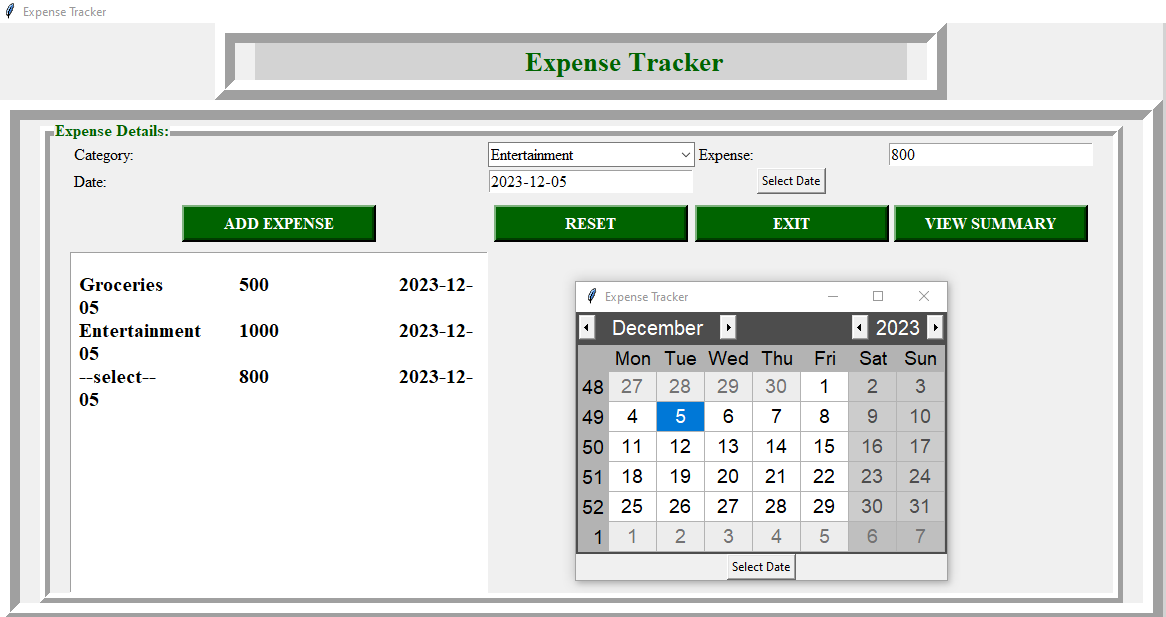 Expense Tracker
Expense Tracker
Expense Details:
Category: Entertainment Expense: 800
Date: 2023-12-05 Select Date
ADD EXPENSE RESET EXIT VIEW SUMMARY
Groceries 500 2023-12-
05
Entertainment 1000 2023-12-
05
--select-- 800 2023-12-
05
Expense Tracker
December 2023
Mon Tue Wed Thu Fri Sat Sun
48 27 28 29 30 1 2 3
49 4 5 6 7 8 9 10
50 11 12 13 14 15 16 17
51 18 19 20 21 22 23 24
52 25 26 27 28 29 30 31
1 1 2 3 4 5 6 7
Select Date